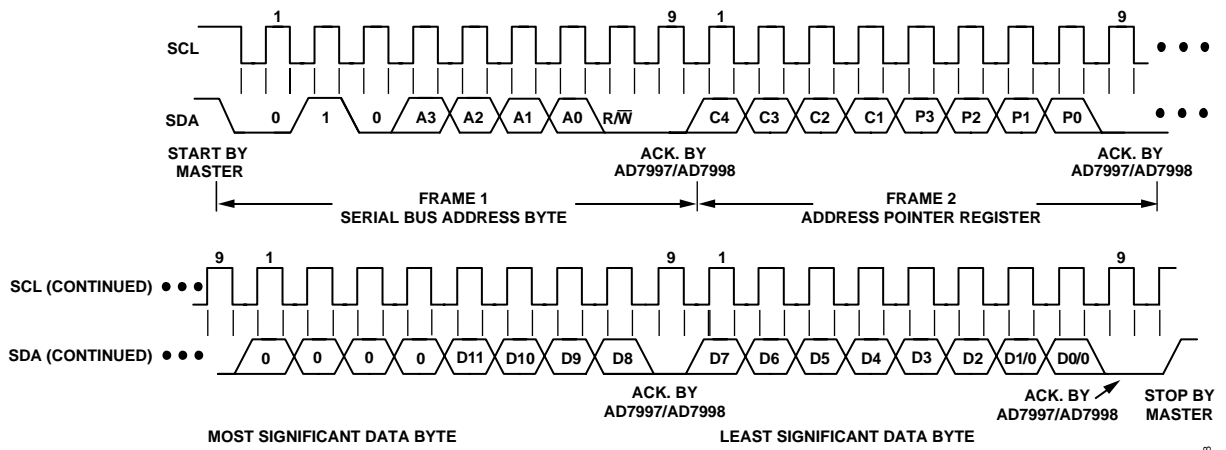 1 9 1 9
SCL
SDA 0 1 0 A3 A2 A1 A0 R/W̅ C4 C3 C2 C1 P3 P2 P1 P0
START BY
MASTER
ACK. BY
AD7997/AD7998
ACK. BY
AD7997/AD7998
FRAME 1
SERIAL BUS ADDRESS BYTE
FRAME 2
ADDRESS POINTER REGISTER
9 1 9 1 9
SCL (CONTINUED)
SDA (CONTINUED) 0 0 0 0 D11 D10 D9 D8 D7 D6 D5 D4 D3 D2 D1/0 D0/0
ACK. BY
AD7997/AD7998
ACK. BY
AD7997/AD7998
STOP BY
MASTER
MOST SIGNIFICANT DATA BYTE
LEAST SIGNIFICANT DATA BYTE